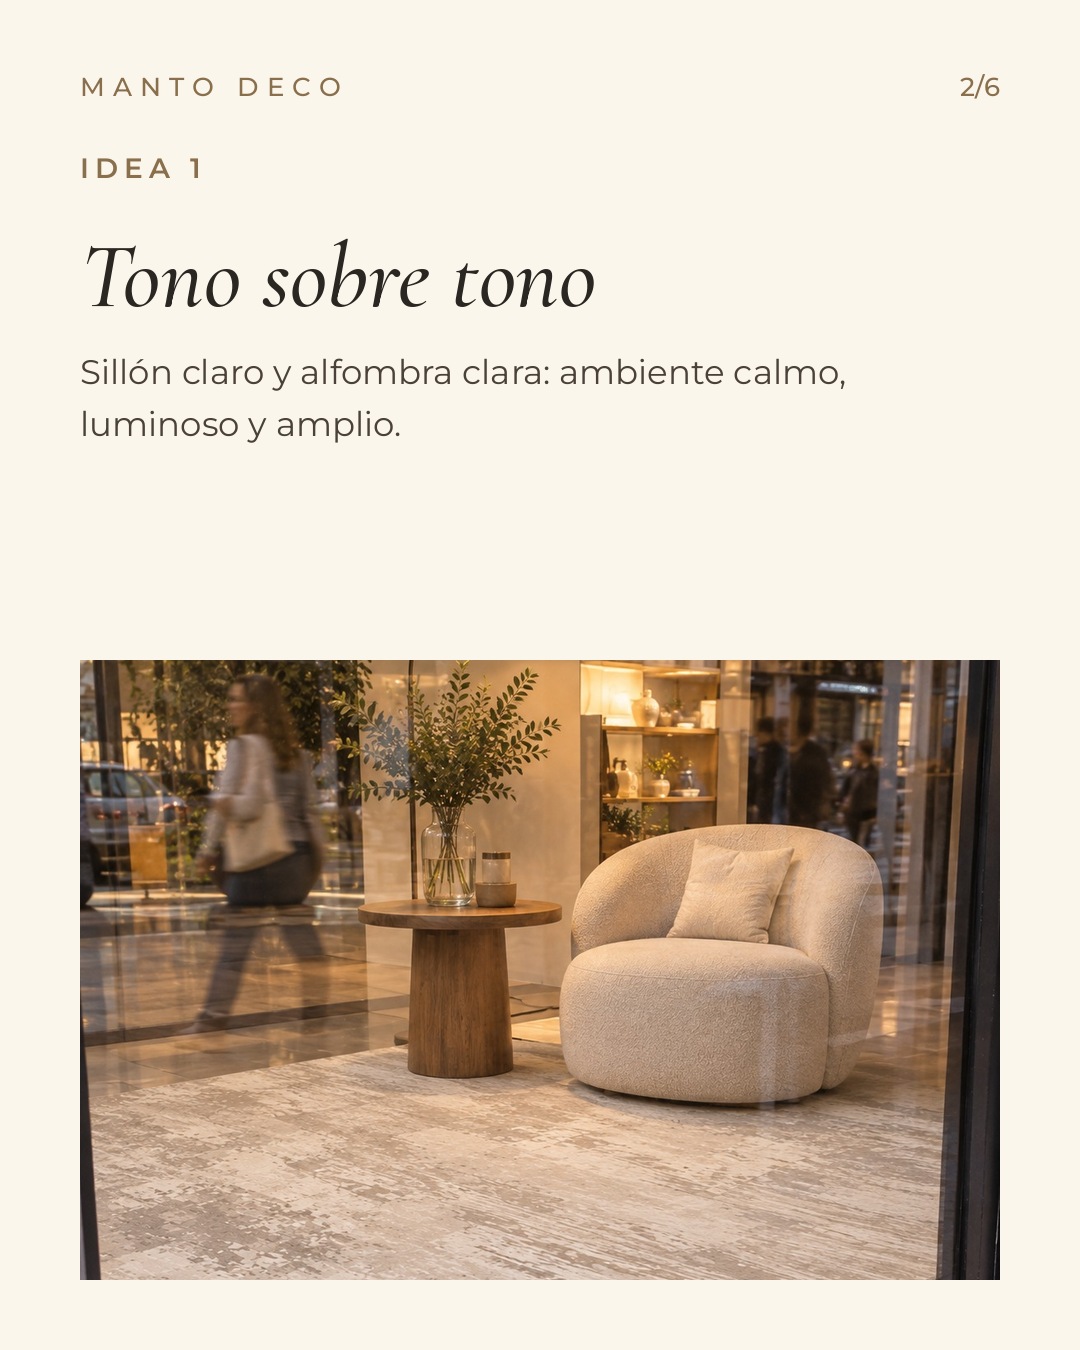 MANTO DECO
2/6
IDEA 1
Tono sobre tono
Sillón claro y alfombra clara: ambiente calmo,
luminoso y amplio.